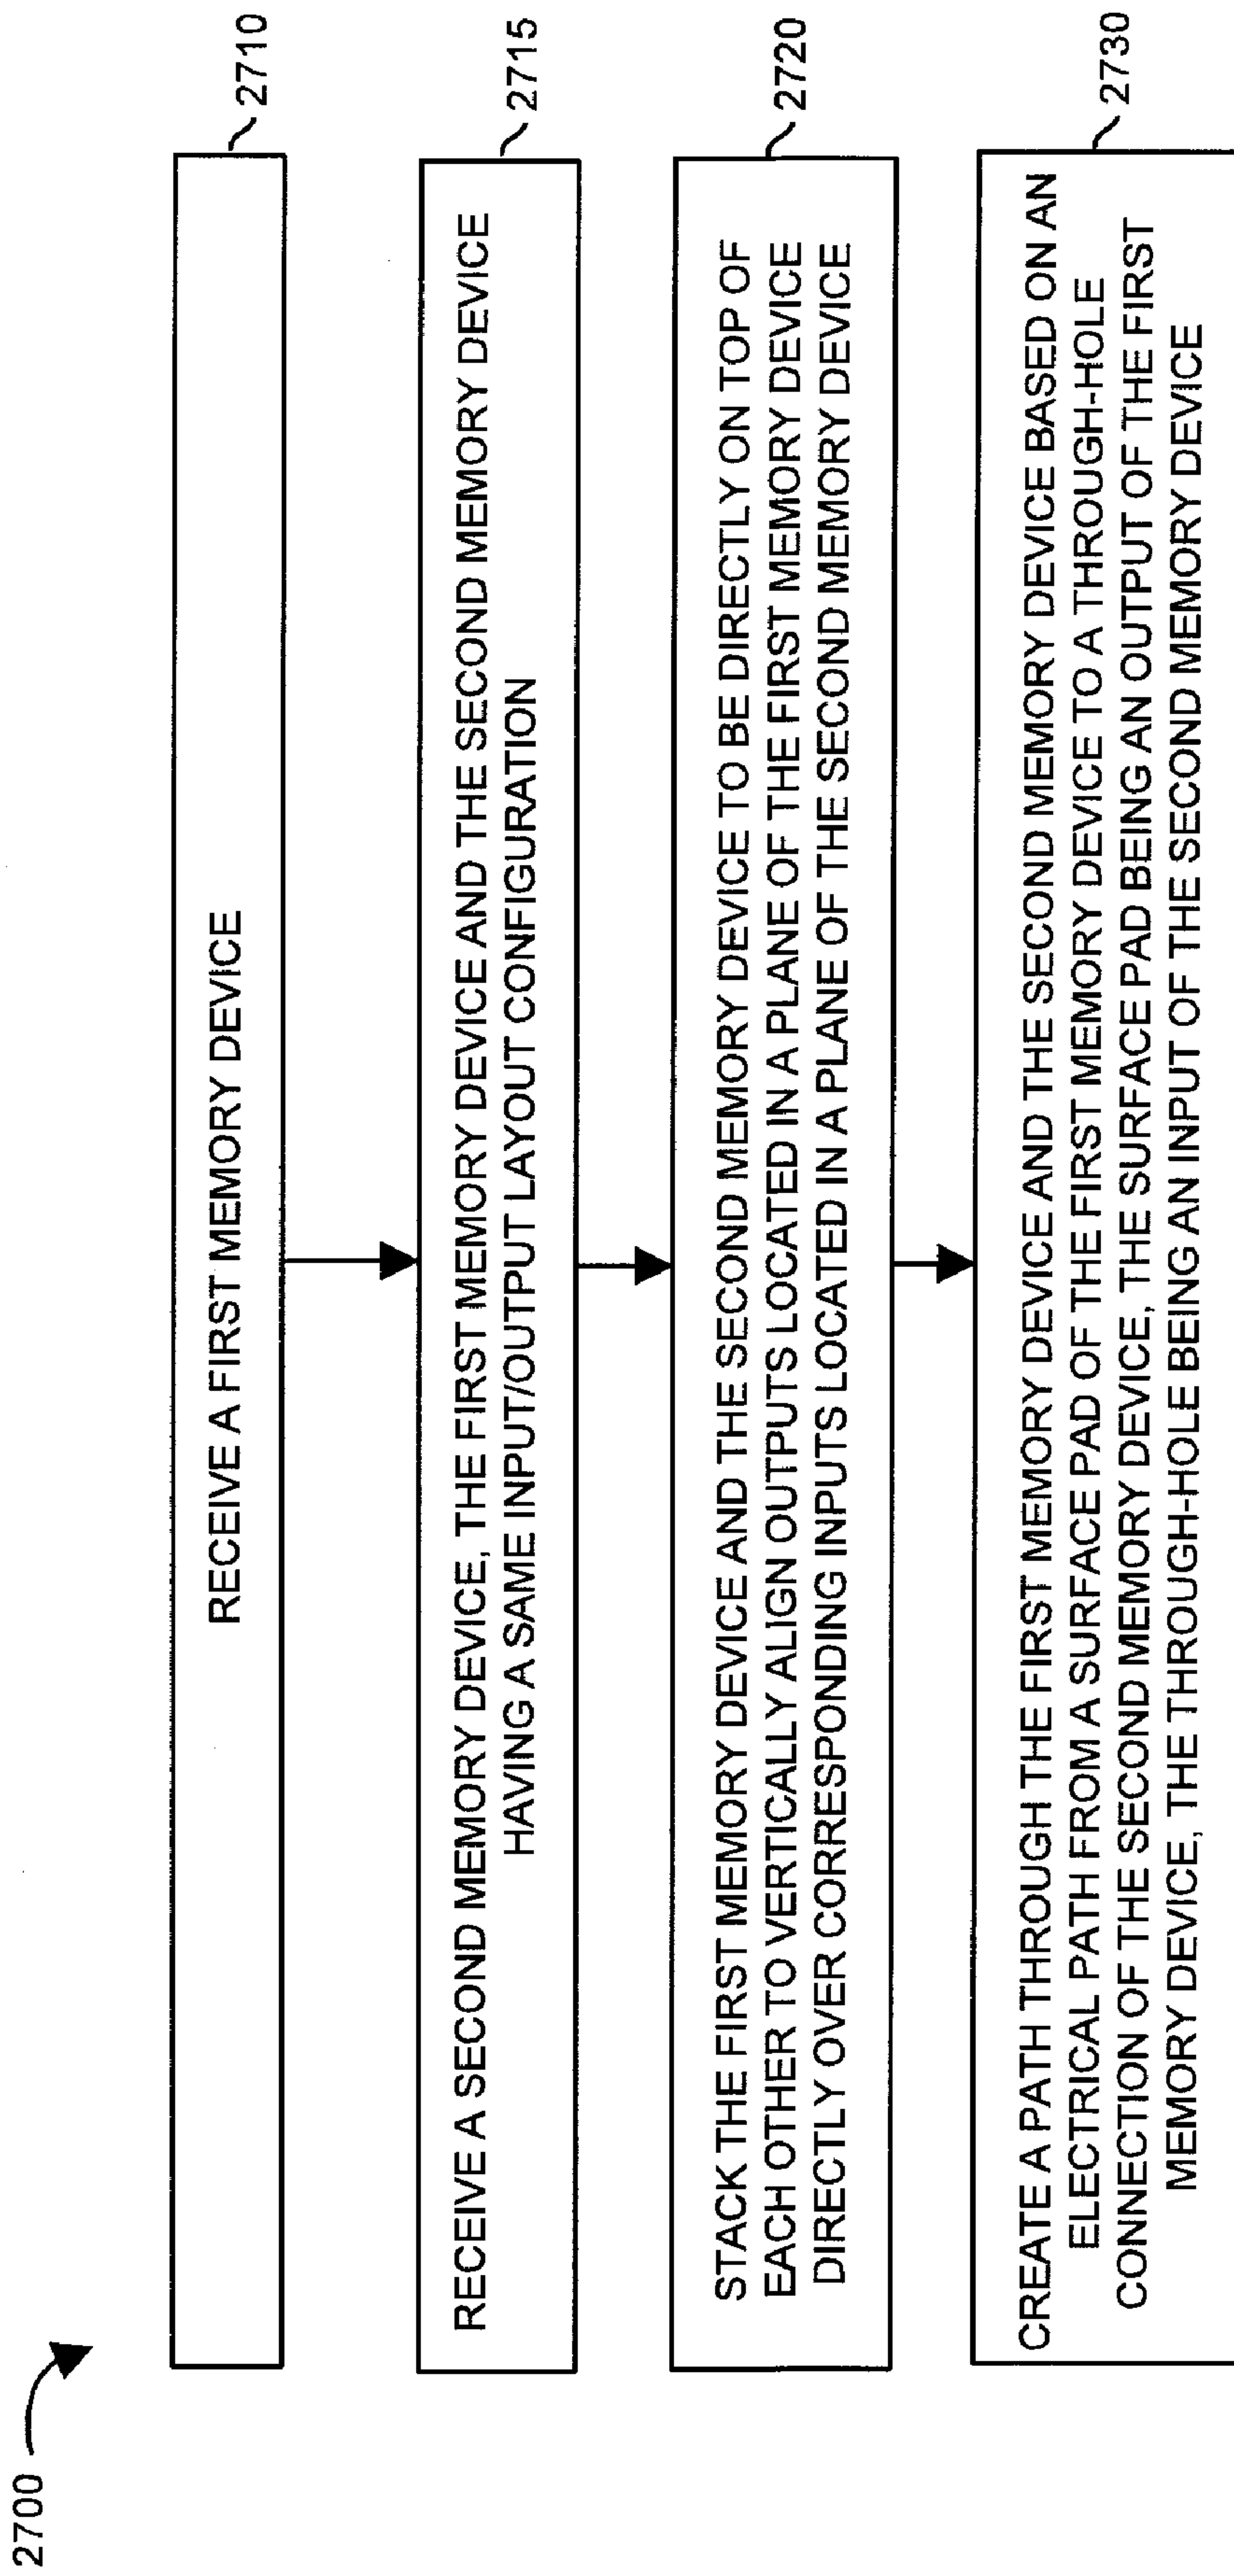 2700
RECEIVE A FIRST MEMORY DEVICE
2710
RECEIVE A SECOND MEMORY DEVICE, THE FIRST MEMORY DEVICE AND THE SECOND MEMORY DEVICE
HAVING A SAME INPUT/OUTPUT LAYOUT CONFIGURATION
2715
STACK THE FIRST MEMORY DEVICE AND THE SECOND MEMORY DEVICE TO BE DIRECTLY ON TOP OF
EACH OTHER TO VERTICALLY ALIGN OUTPUTS LOCATED IN A PLANE OF THE FIRST MEMORY DEVICE
DIRECTLY OVER CORRESPONDING INPUTS LOCATED IN A PLANE OF THE SECOND MEMORY DEVICE
2720
CREATE A PATH THROUGH THE FIRST MEMORY DEVICE AND THE SECOND MEMORY DEVICE BASED ON AN
ELECTRICAL PATH FROM A SURFACE PAD OF THE FIRST MEMORY DEVICE TO A THROUGH-HOLE
CONNECTION OF THE SECOND MEMORY DEVICE, THE SURFACE PAD BEING AN OUTPUT OF THE FIRST
MEMORY DEVICE, THE THROUGH-HOLE BEING AN INPUT OF THE SECOND MEMORY DEVICE
2730